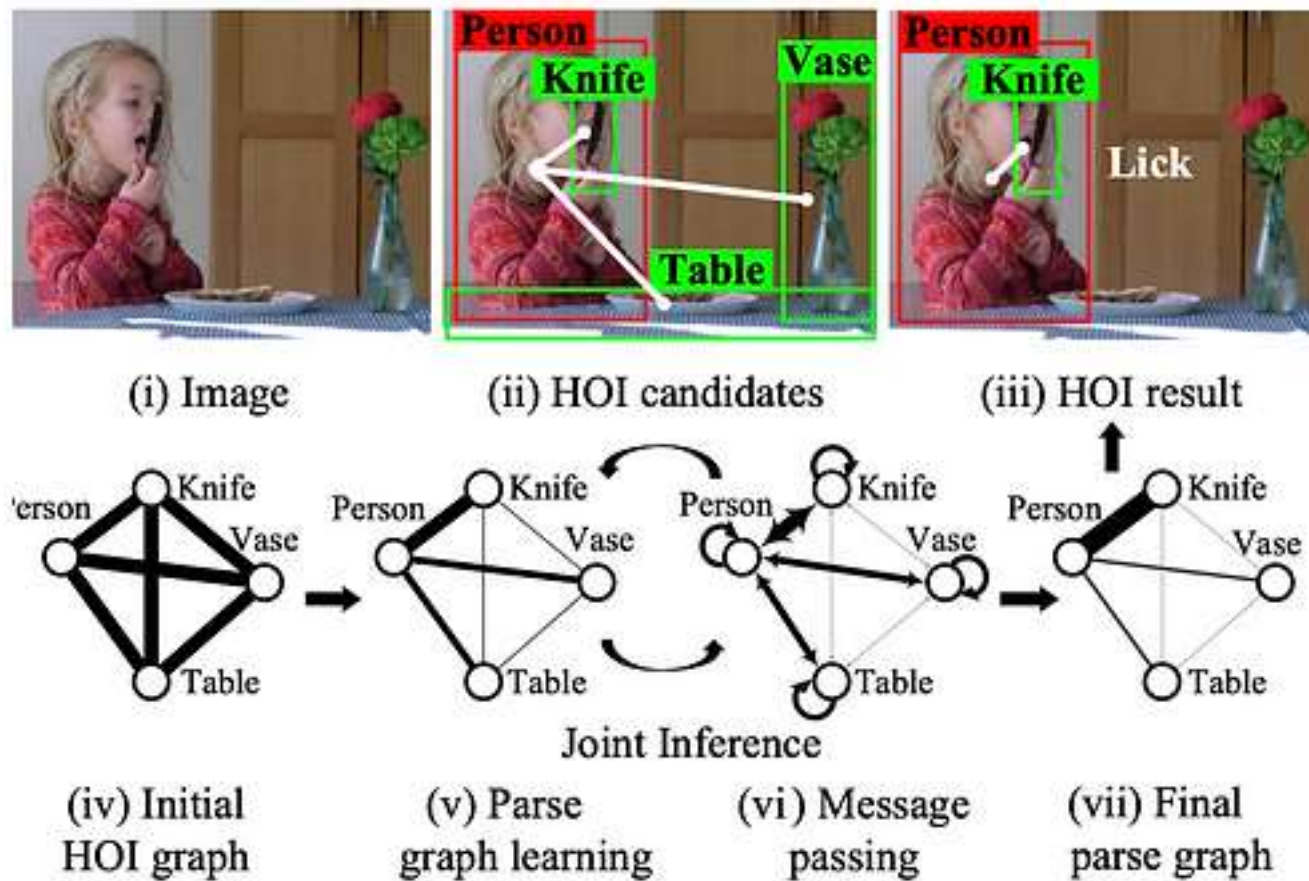 Person
Knife
Vase
Table
Person
Knife
Lick
(i) Image
(ii) HOI candidates
(iii) HOI result
erson
Knife
Vase
Table
Person
Knife
Vase
Table
Person
Knife
Vase
Table
Person
Knife
Vase
Table
Joint Inference
(iv) Initial
HOI graph
(v) Parse
graph learning
(vi) Message
passing
(vii) Final
parse graph